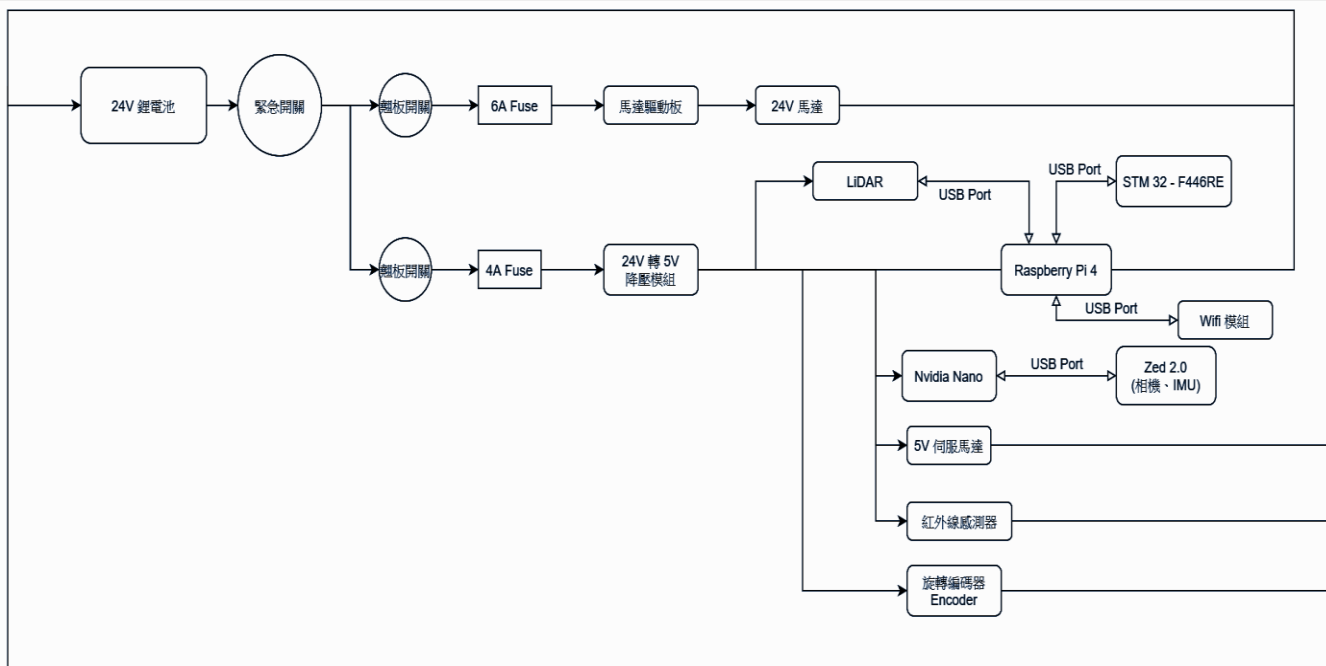 24V 鋰電池
緊急開關
翹板開關
6A Fuse
馬達驅動板
24V 馬達
LiDAR
USB Port
USB Port
STM 32 - F446RE
翹板開關
4A Fuse
24V 轉 5V
降壓模組
Raspberry Pi 4
USB Port
Wifi 模組
Nvidia Nano
USB Port
Zed 2.0
(相機、IMU)
5V 伺服馬達
紅外線感測器
旋轉編碼器
Encoder